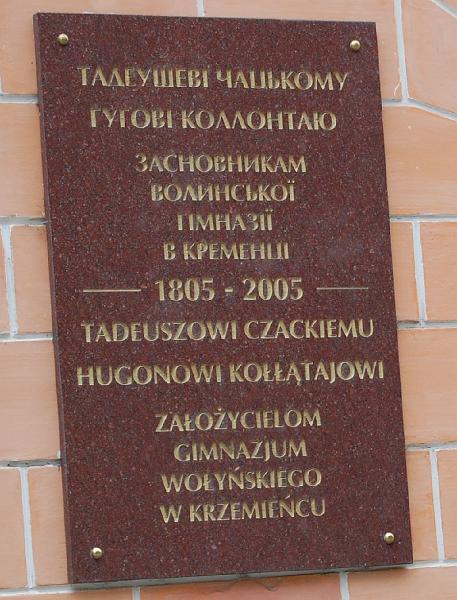 ТАДЕУШЕВІ ЧАЦЬКОМУ
ГУГОВІ КОЛЛОНТАЮ
ЗАСНОВНИКАМ
ВОЛИНСЬКОЇ
ГІМНАЗІЇ
В КРЕМЕНЦІ
1805 - 2005
TADEUSZOWI CZACKIEMU
HUGONOWI KOŁŁĄTAJOWI
ZAŁOŻYCIELOM
GIMNAZJUM
WOŁYŃSKIEGO
W KRZEMIEŃCU